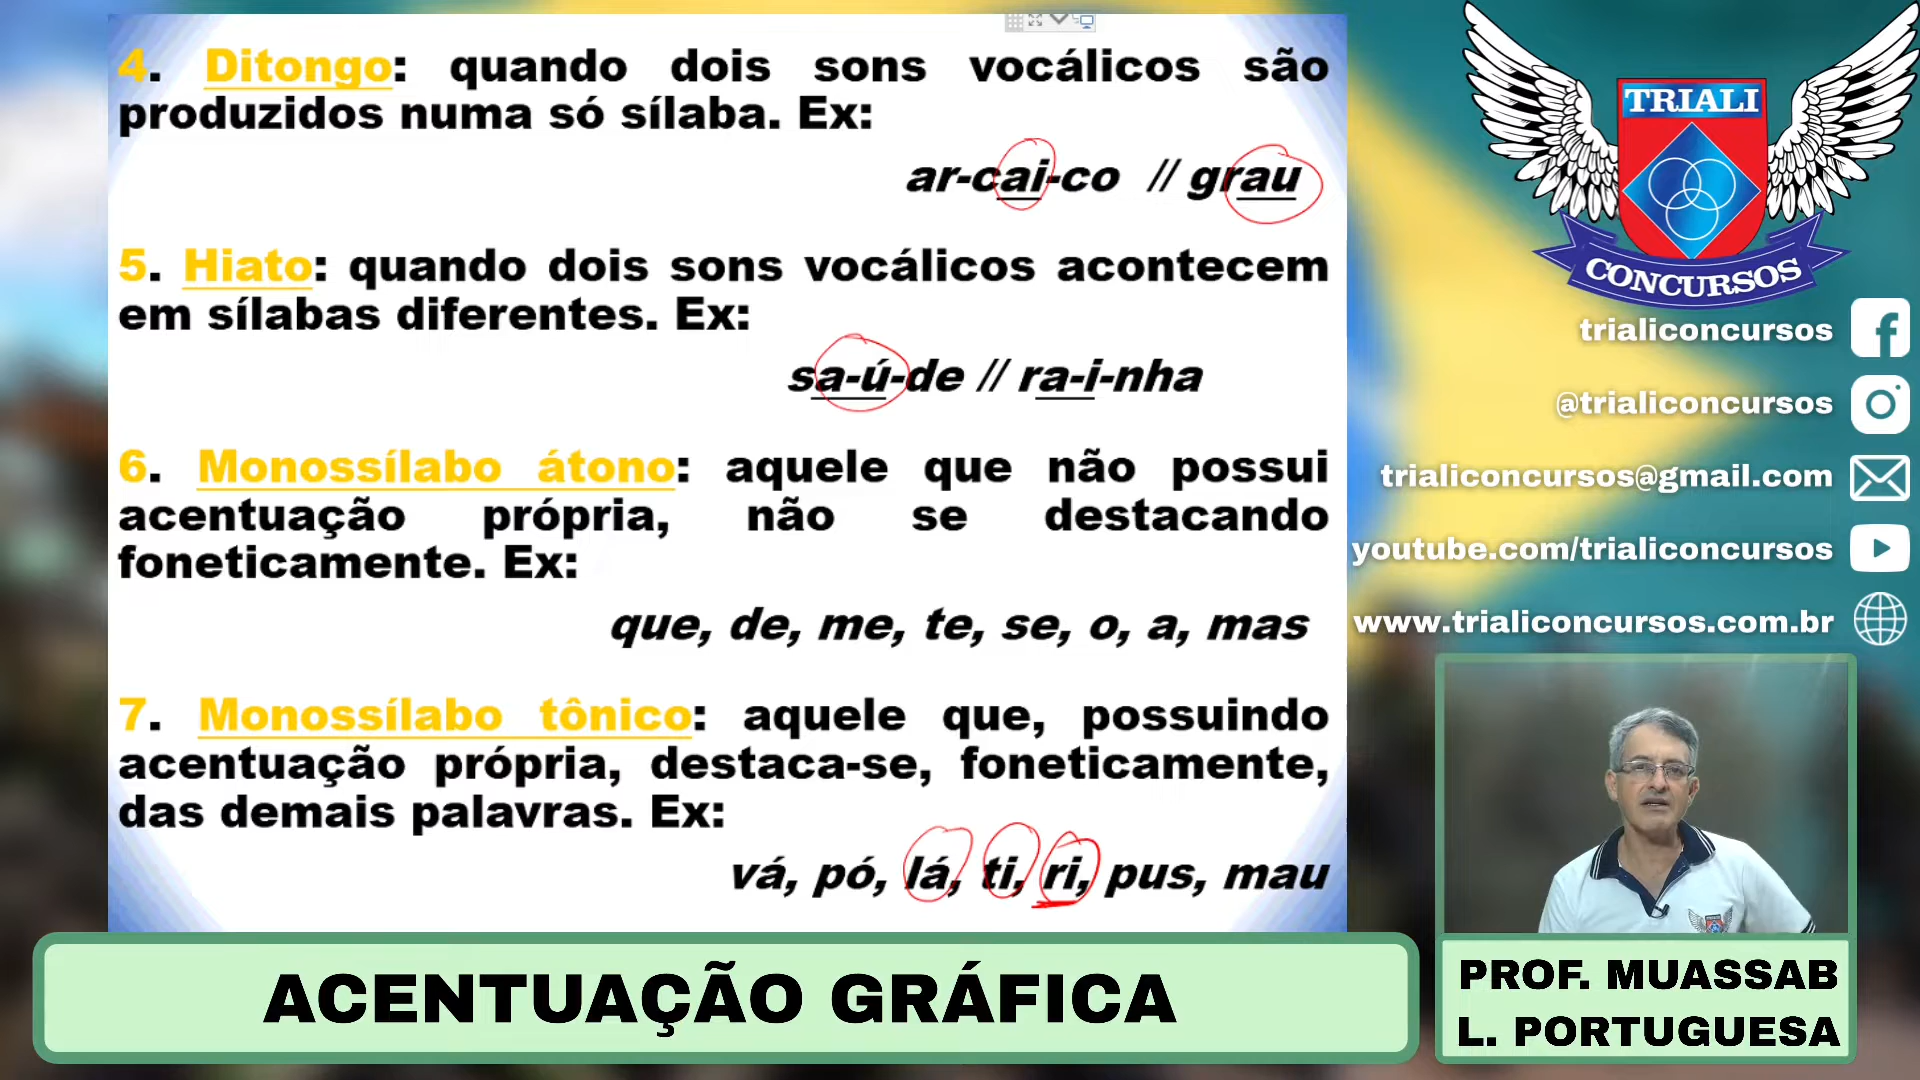 4. Ditongo: quando dois sons vocálicos são
produzidos numa só sílaba. Ex:
ar-cai-co // grau
5. Hiato: quando dois sons vocálicos acontecem
em sílabas diferentes. Ex:
sa-ú-de // ra-i-nha
6. Monossílabo átono: aquele que não possui
acentuação própria, não se destacando
foneticamente. Ex:
que, de, me, te, se, o, a, mas
7. Monossílabo tônico: aquele que, possuindo
acentuação própria, destaca-se, foneticamente,
das demais palavras. Ex:
vá, pó, lá, ti, ri, pus, mau
TRIALI
CONCURSOS
trialiconcursos
@trialiconcursos
trialiconcursos@gmail.com
youtube.com/trialiconcursos
www.trialiconcursos.com.br
ACENTUAÇÃO GRÁFICA
PROF. MUASSAB
L. PORTUGUESA